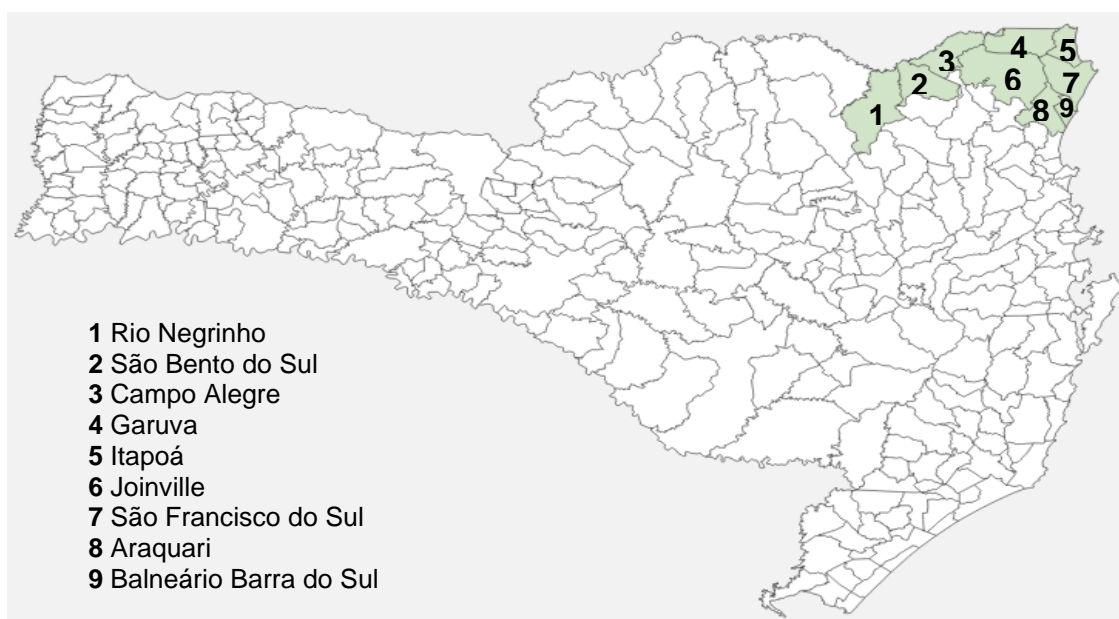 3
4
5
2
6
7
1
8
9
1 Rio Negrinho
2 São Bento do Sul
3 Campo Alegre
4 Garuva
5 Itapoá
6 Joinville
7 São Francisco do Sul
8 Araquari
9 Balneário Barra do Sul